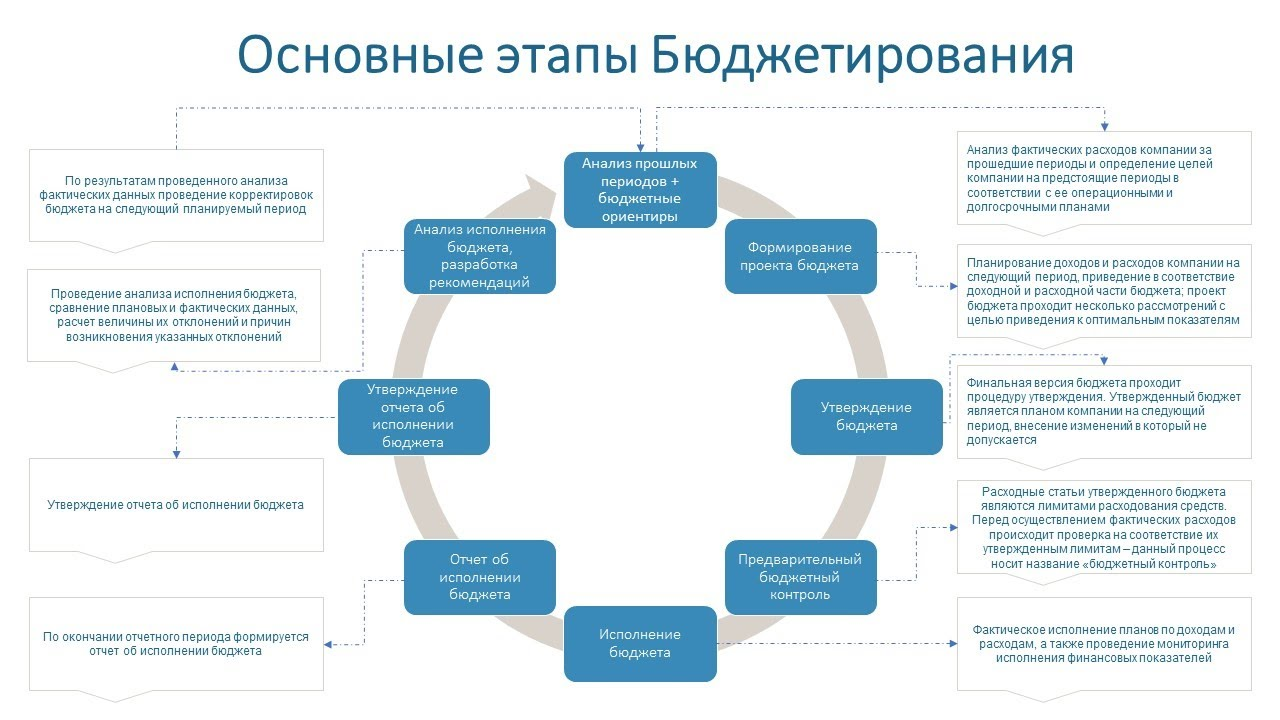 Основные этапы Бюджетирования
Анализ прошлых
периодов +
бюджетные
ориентиры
Анализ фактических расходов компании за
прошедшие периоды и определение целей
компании на предстоящие периоды в
соответствии с ее операционными и
долгосрочными планами
Формирование
проекта бюджета
Планирование доходов и расходов компании на
следующий период, приведение в соответствие
доходной и расходной части бюджета; проект
бюджета проходит несколько рассмотрений с
целью приведения к оптимальным показателям
Утверждение
бюджета
Финальная версия бюджета проходит
процедуру утверждения. Утвержденный бюджет
является планом компании на следующий
период, внесение изменений в который не
допускается
Предварительный
бюджетный
контроль
Расходные статьи утвержденного бюджета
являются лимитами расходования средств.
Перед осуществлением фактических расходов
происходит проверка на соответствие их
утвержденным лимитам – данный процесс
носит название «бюджетный контроль»
Исполнение
бюджета
Фактическое исполнение планов по доходам и
расходам, а также проведение мониторинга
исполнения финансовых показателей
Отчет об
исполнении
бюджета
По окончании отчетного периода формируется
отчет об исполнении бюджета
Утверждение
отчета об
исполнении
бюджета
Утверждение отчета об исполнении бюджета
Анализ исполнения
бюджета,
разработка
рекомендаций
Проведение анализа исполнения бюджета,
сравнение плановых и фактических данных,
расчет величины их отклонений и причин
возникновения указанных отклонений
По результатам проведенного анализа
фактических данных проведение корректировок
бюджета на следующий планируемый период